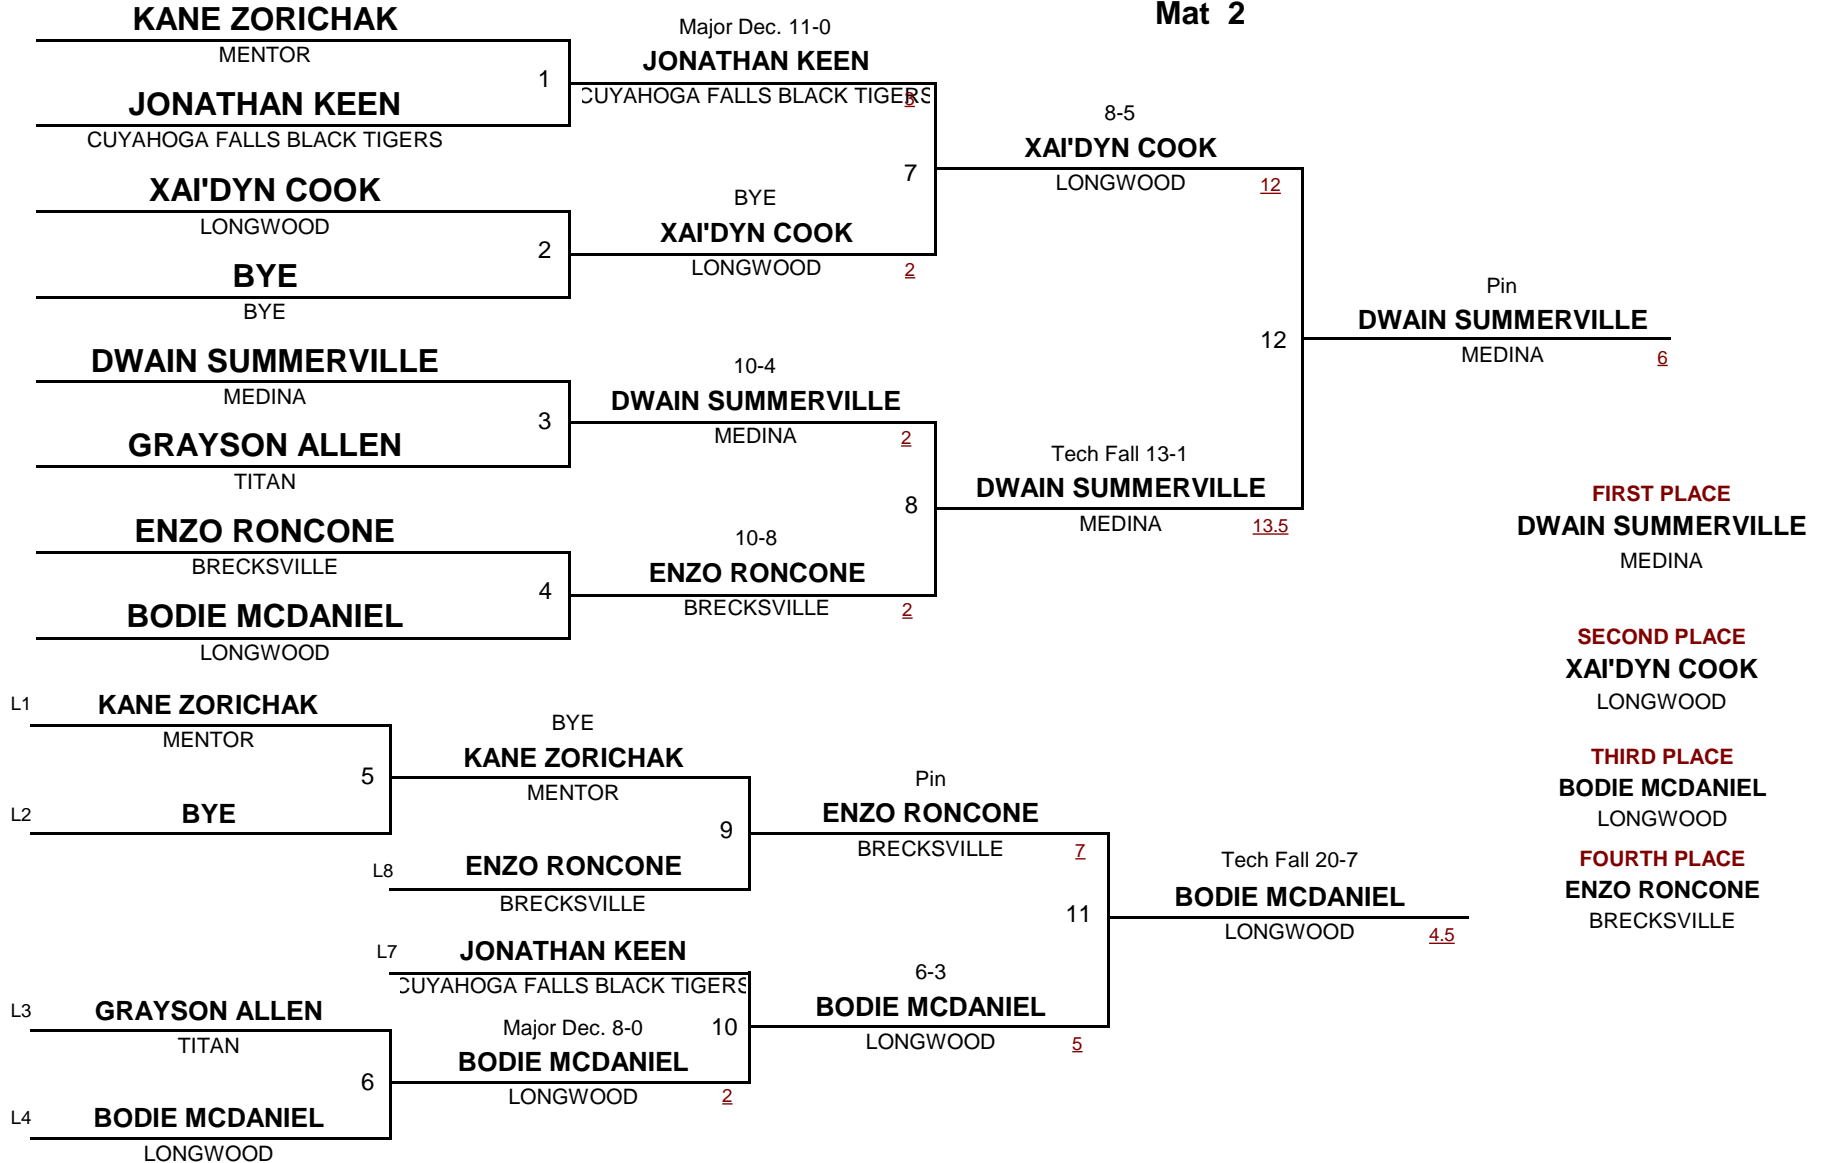 Mat 2
KANE ZORICHAK
MENTOR
1
JONATHAN KEEN
CUYAHOGA FALLS BLACK TIGERS
Major Dec. 11-0
JONATHAN KEEN
CUYAHOGA FALLS BLACK TIGERS
3
XAI'DYN COOK
LONGWOOD
2
BYE
BYE
BYE
XAI'DYN COOK
LONGWOOD
2
7
8-5
XAI'DYN COOK
LONGWOOD
12
DWAIN SUMMERVILLE
MEDINA
3
GRAYSON ALLEN
TITAN
10-4
DWAIN SUMMERVILLE
MEDINA
2
ENZO RONCONE
BRECKSVILLE
4
BODIE MCDANIEL
LONGWOOD
10-8
ENZO RONCONE
BRECKSVILLE
2
8
Tech Fall 13-1
DWAIN SUMMERVILLE
MEDINA
13.5
12
Pin
DWAIN SUMMERVILLE
MEDINA
6
L1
KANE ZORICHAK
MENTOR
5
L2
BYE
BYE
KANE ZORICHAK
MENTOR
9
L8
ENZO RONCONE
BRECKSVILLE
Pin
ENZO RONCONE
BRECKSVILLE
7
L7
JONATHAN KEEN
CUYAHOGA FALLS BLACK TIGERS
L3
GRAYSON ALLEN
TITAN
6
L4
BODIE MCDANIEL
LONGWOOD
Major Dec. 8-0
BODIE MCDANIEL
LONGWOOD
2
10
6-3
BODIE MCDANIEL
LONGWOOD
5
11
Tech Fall 20-7
BODIE MCDANIEL
LONGWOOD
4.5
FIRST PLACE
DWAIN SUMMERVILLE
MEDINA
SECOND PLACE
XAI'DYN COOK
LONGWOOD
THIRD PLACE
BODIE MCDANIEL
LONGWOOD
FOURTH PLACE
ENZO RONCONE
BRECKSVILLE